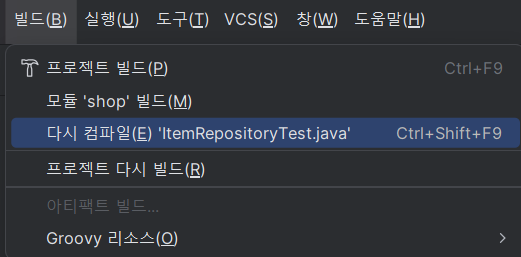 빌드(B) 실행(U) 도구(T) VCS(S) 창(W) 도움말(H)
프로젝트 빌드(P) Ctrl+F9
모듈 'shop' 빌드(M)
다시 컴파일(E) 'ItemRepositoryTest.java' Ctrl+Shift+F9
프로젝트 다시 빌드(R)
아티팩트 빌드...
Groovy 리소스(O)